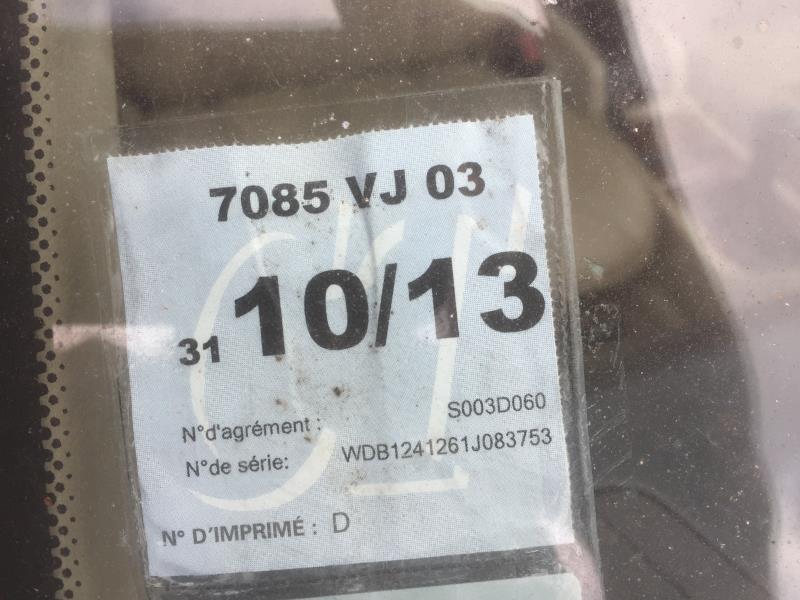 7085 VJ 03
31 10/13
N°d'agrément : S003D060
N°de série: WDB1241261J083753
N° D'IMPRIMÉ : D